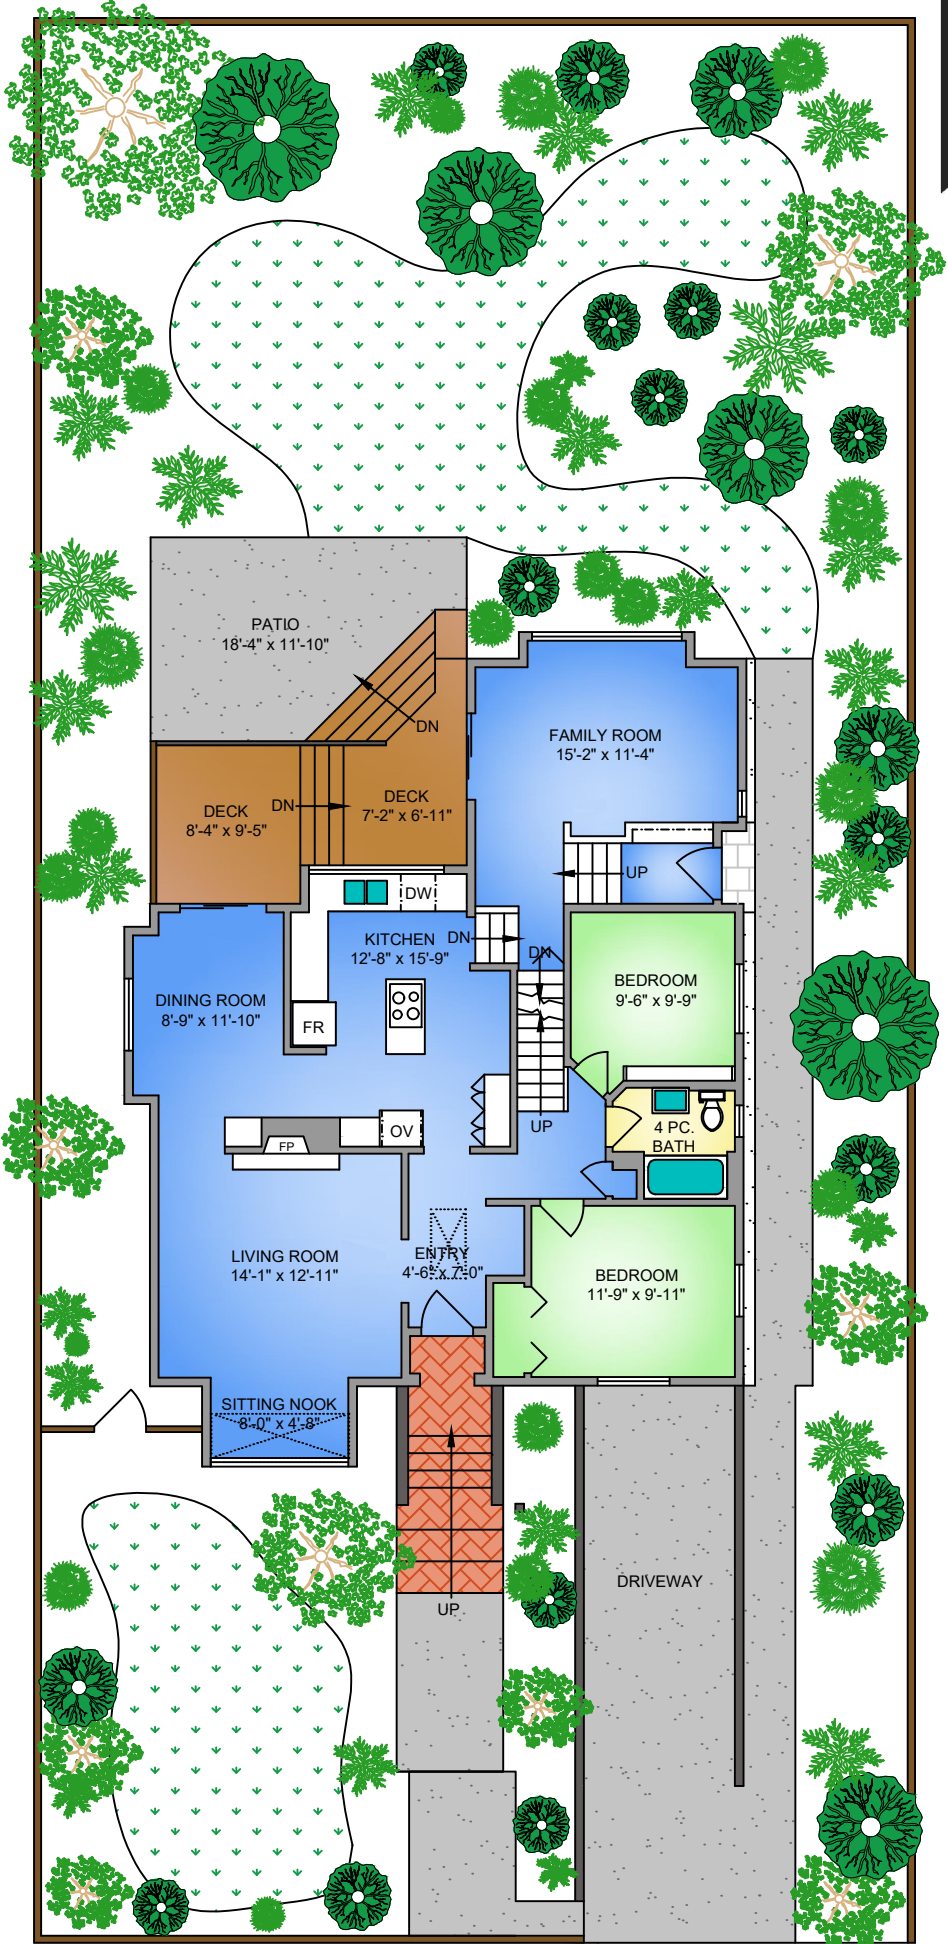 PATIO
18'-4" x 11'-10"
DN
FAMILY ROOM
15'-2" x 11'-4"
DECK
8'-4" x 9'-5"
DN
DECK
7'-2" x 6'-11"
UP
DW
KITCHEN
12'-8" x 15'-9"
DN
DN
DINING ROOM
8'-9" x 11'-10"
FR
BEDROOM
9'-6" x 9'-9"
UP
OV
FP
4 PC.
BATH
LIVING ROOM
14'-1" x 12'-11"
ENTRY
4'-6" x 7'-0"
BEDROOM
11'-9" x 9'-11"
SITTING NOOK
8'-0" x 4'-8"
UP
DRIVEWAY